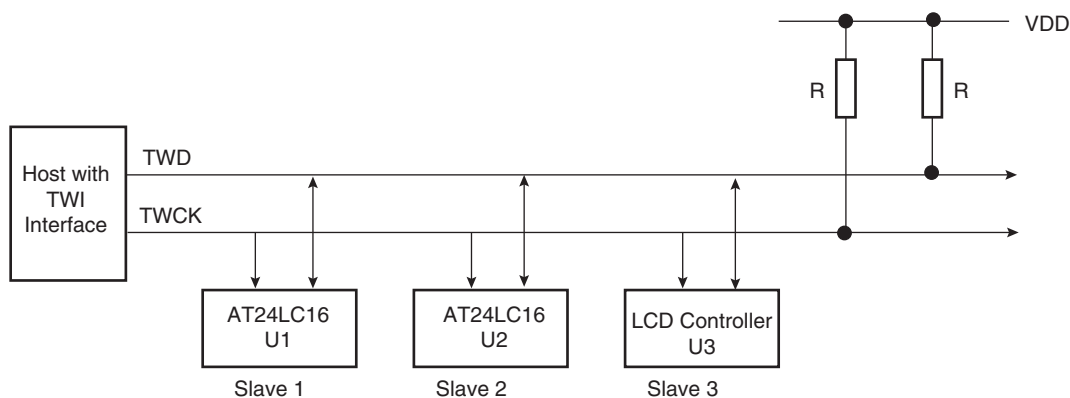 VDD
R
R
Host with
TWI
Interface
TWD
TWCK
AT24LC16
U1
AT24LC16
U2
LCD Controller
U3
Slave 1
Slave 2
Slave 3